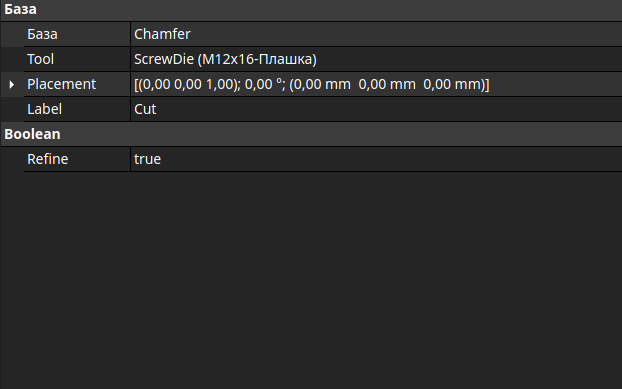 База
База Chamfer
Tool ScrewDie (M12x16-Плашка)
Placement [(0,00 0,00 1,00); 0,00 °; (0,00 mm  0,00 mm  0,00 mm)]
Label Cut
Boolean
Refine true